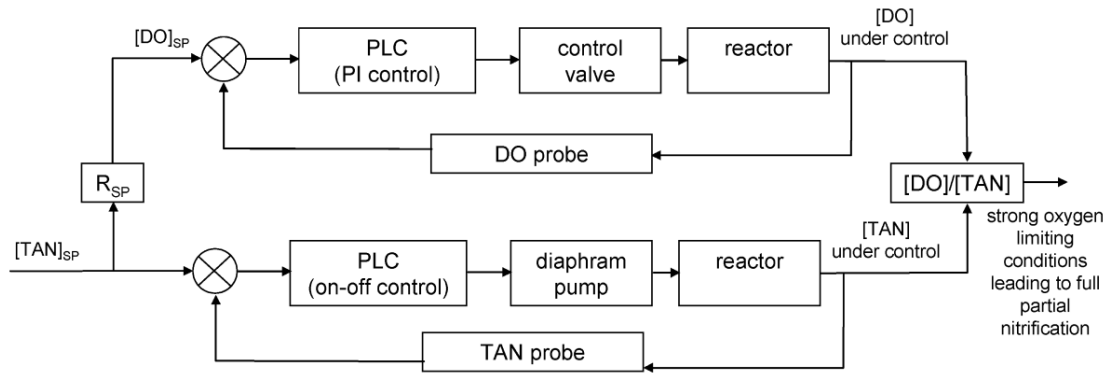 [DO]SP
PLC
(PI control)
control
valve
reactor
[DO]
under control
DO probe
RSP
[DO]/[TAN]
strong oxygen
limiting
conditions
leading to full
partial
nitrification
[TAN]SP
PLC
(on-off control)
diaphram
pump
reactor
[TAN]
under control
TAN probe